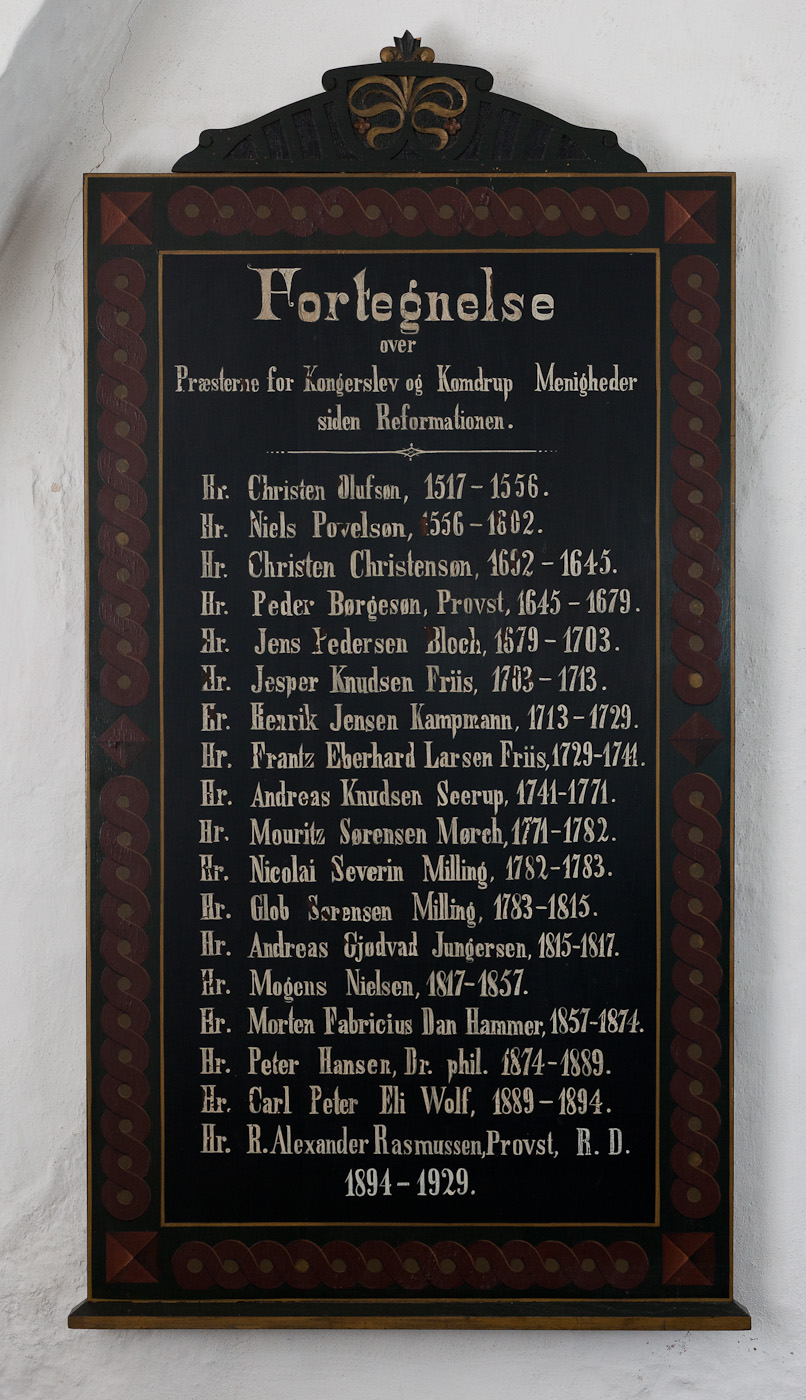 Fortegnelse
over
Præsterne for Kongerslev og Komdrup Menigheder
siden Reformationen.
Hr. Christen Olufsøn, 1517 - 1556.
Hr. Niels Povelsøn, 1556 - 1602.
Hr. Christen Christensøn, 1602 - 1645.
Hr. Peder Børgesøn, Provst, 1645 - 1679.
Hr. Jens Pedersen Bloch, 1679 - 1703.
Hr. Jesper Knudsen Friis, 1703 - 1713.
Hr. Henrik Jensen Kampmann, 1713 - 1729.
Hr. Frantz Eberhard Larsen Friis, 1729-1741.
Hr. Andreas Knudsen Seerup, 1741-1771.
Hr. Mouritz Sørensen Mørch, 1771-1782.
Hr. Nicolai Severin Milling, 1782-1783.
Hr. Glob Sørensen Milling, 1783-1815.
Hr. Andreas Gjødvad Jungersen, 1815-1817.
Hr. Mogens Nielsen, 1817-1857.
Hr. Morten Fabricius Dan Hammer, 1857-1874.
Hr. Peter Hansen, Dr. phil. 1874-1889.
Hr. Carl Peter Eli Wolf, 1889 - 1894.
Hr. R. Alexander Rasmussen, Provst, R. D.
1894 - 1929.